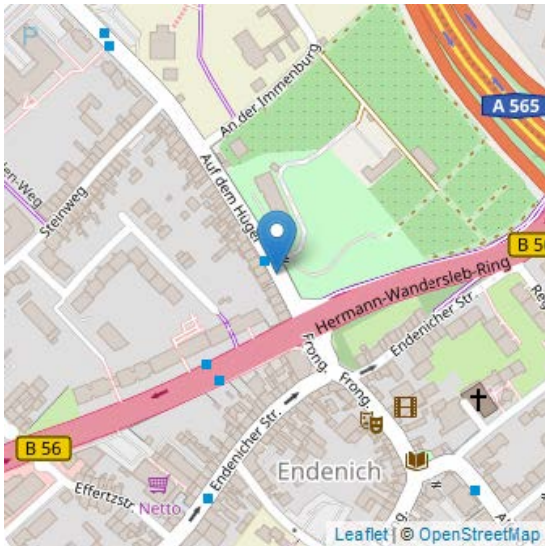 P
An der Immenburg
A 565
Auf dem Hügel
Steinweg
B 56
Hermann-Wandersleb-Ring
Endenicher Str.
Frong.
Frong.
B 56
Endenicher Str.
Endenich
Effertzstr.
Netto
Frong.
Leaflet | © OpenStreetMap